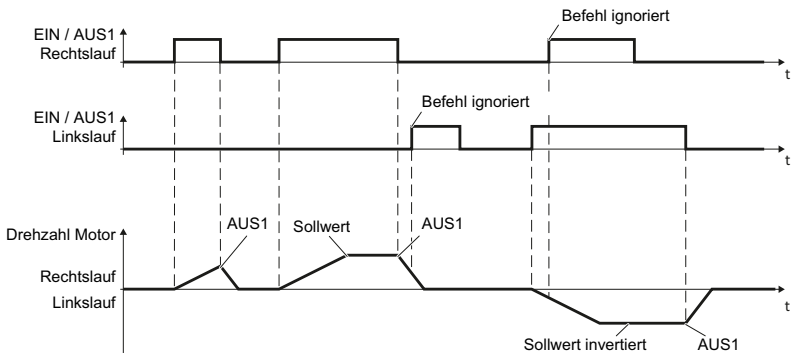 Befehl ignoriert
EIN / AUS1
Rechtslauf
t
EIN / AUS1
Linkslauf
Befehl ignoriert
t
Drehzahl Motor
AUS1
Sollwert
AUS1
Rechtslauf
Linkslauf
t
Sollwert invertiert
AUS1